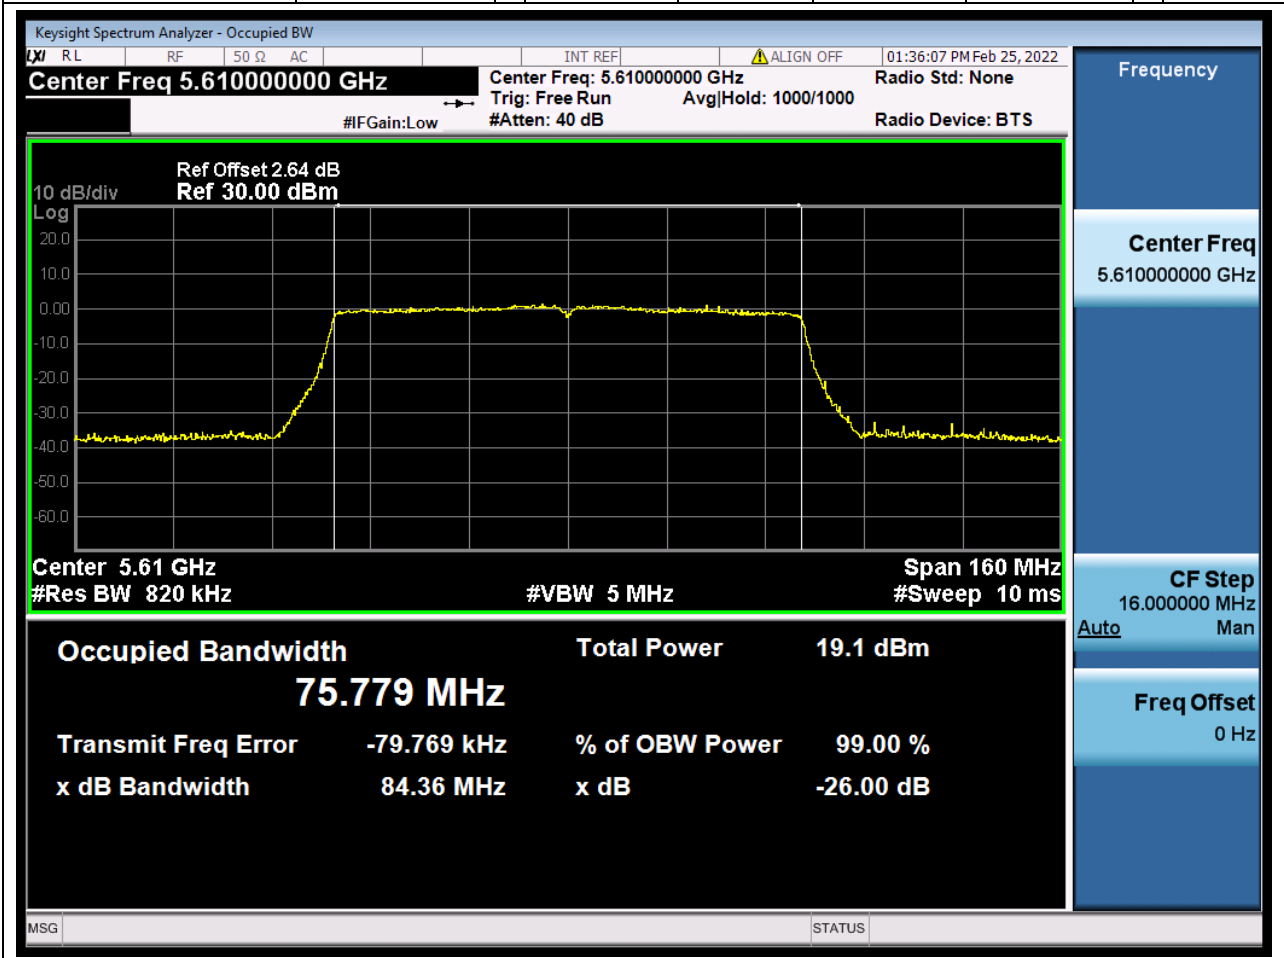 Keysight Spectrum Analyzer - Occupied BW
LXI RL RF 50 Ω AC INT REF ALIGN OFF 01:36:07 PM Feb 25, 2022
Center Freq 5.610000000 GHz
Center Freq: 5.610000000 GHz
Radio Std: None
Trig: Free Run Avg|Hold: 1000/1000
#IFGain:Low #Atten: 40 dB Radio Device: BTS
Ref Offset 2.64 dB
10 dB/div Ref 30.00 dBm
Log
20.0
10.0
0.00
-10.0
-20.0
-30.0
-40.0
-50.0
-60.0
Center 5.61 GHz Span 160 MHz
#Res BW 820 kHz #VBW 5 MHz #Sweep 10 ms
Occupied Bandwidth Total Power 19.1 dBm
75.779 MHz
Transmit Freq Error -79.769 kHz % of OBW Power 99.00 %
x dB Bandwidth 84.36 MHz x dB -26.00 dB
Frequency
Center Freq
5.610000000 GHz
CF Step
16.000000 MHz
Auto Man
Freq Offset
0 Hz
MSG STATUS